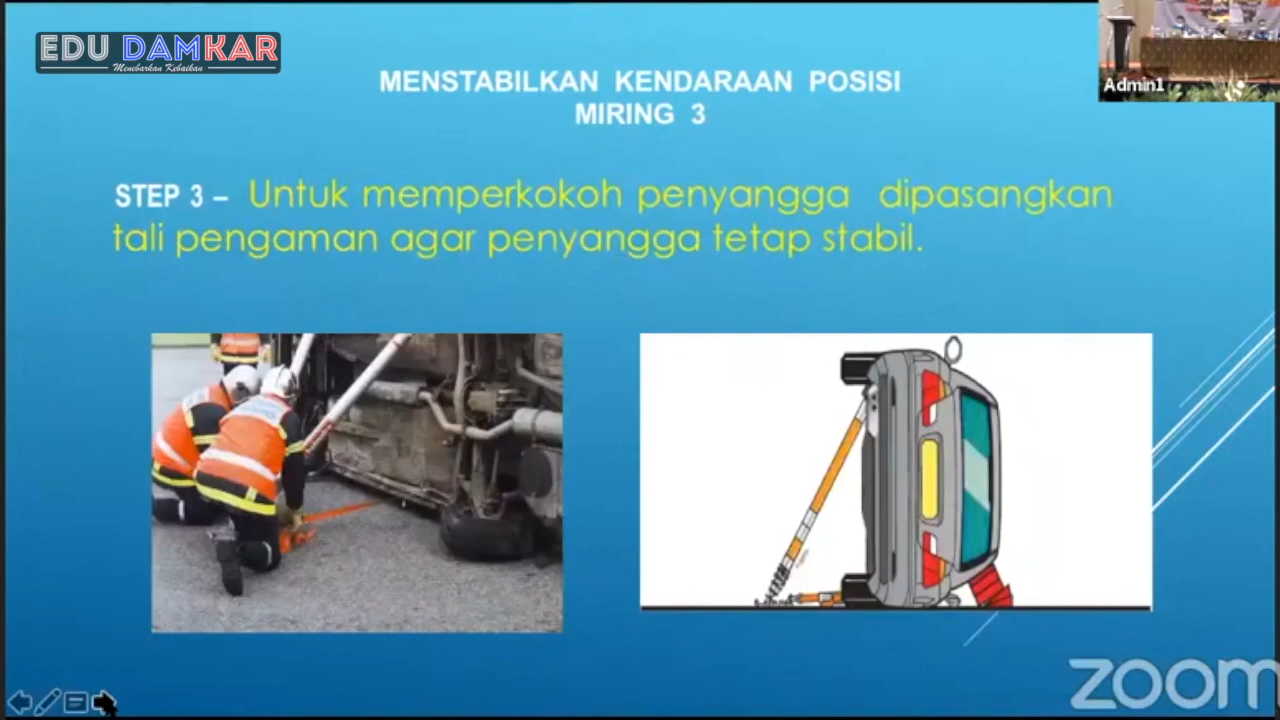 EDU DAMKAR
Menebarkan Kebaikan
Admin1
MENSTABILKAN KENDARAAN POSISI
MIRING 3
STEP 3 – Untuk memperkokoh penyangga dipasangkan
tali pengaman agar penyangga tetap stabil.
zoom